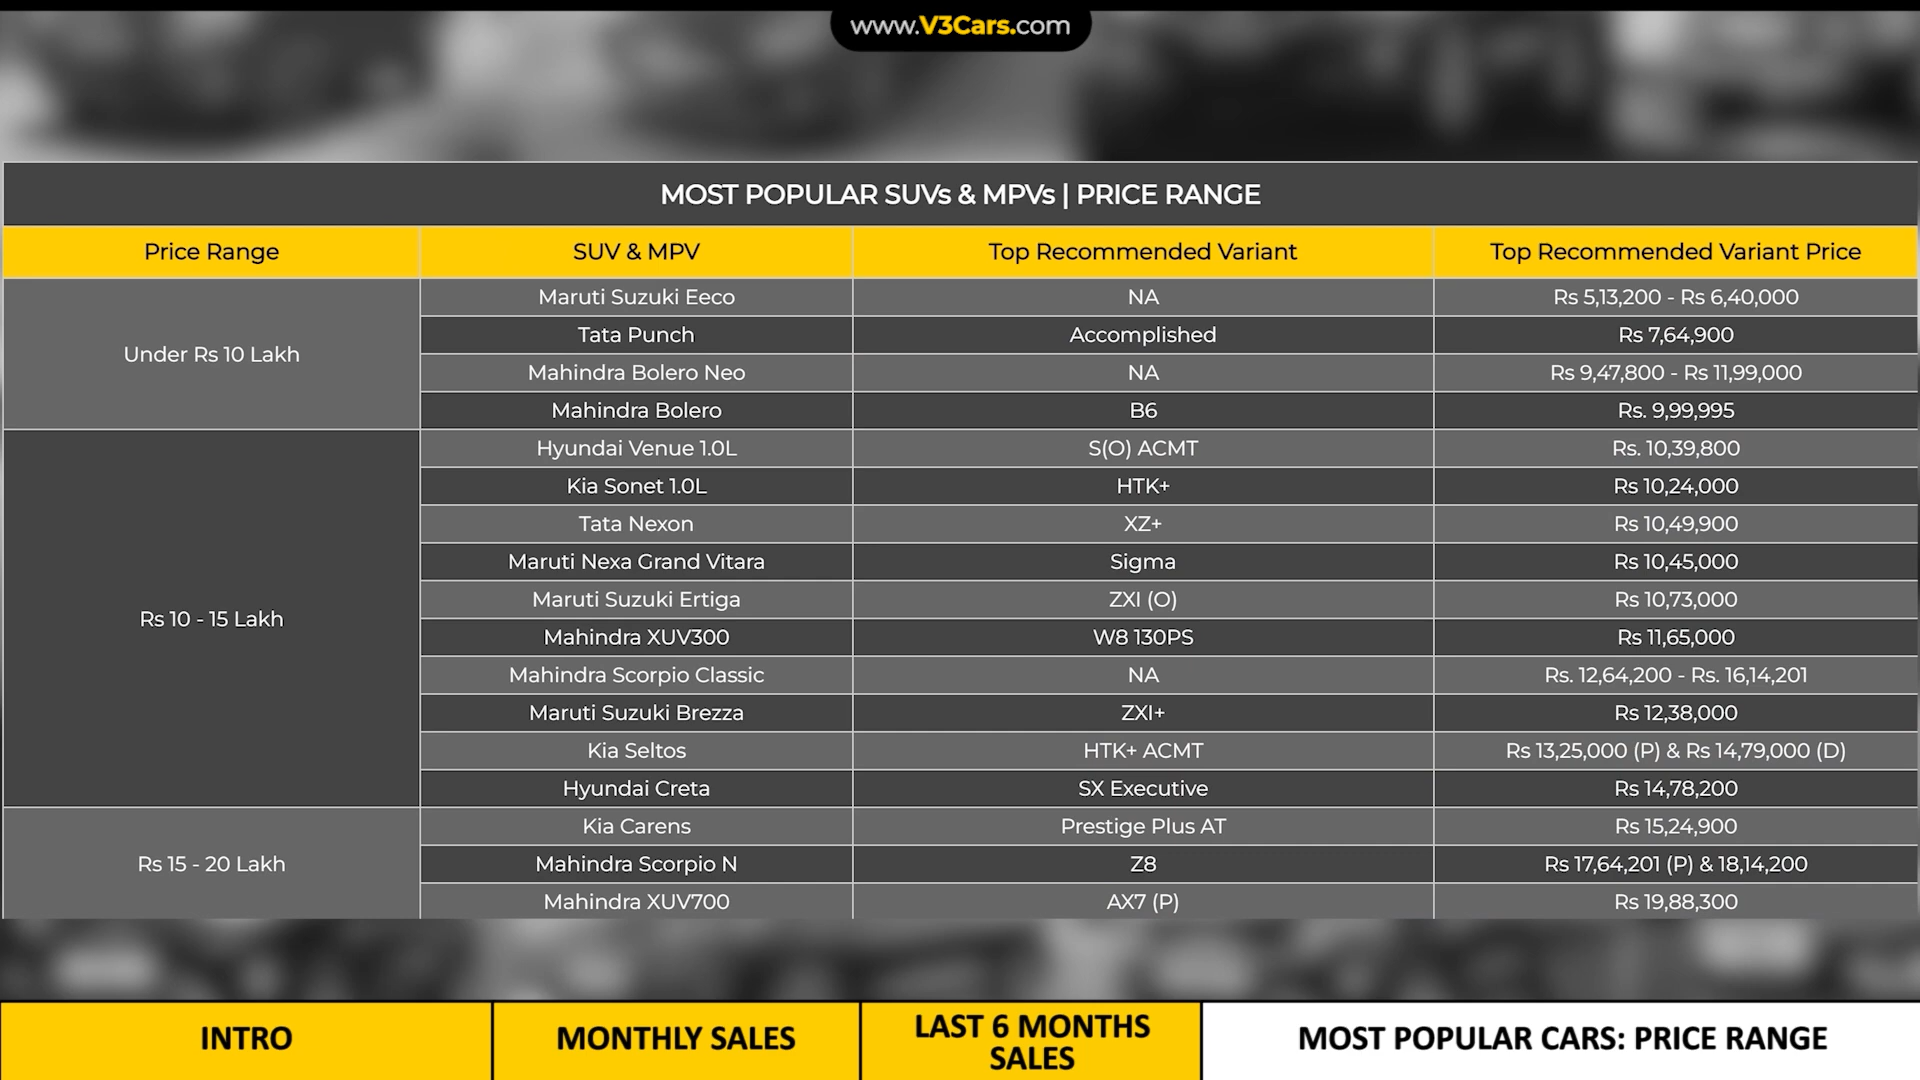 www.V3Cars.com
MOST POPULAR SUVs & MPVs | PRICE RANGE
Price Range SUV & MPV Top Recommended Variant Top Recommended Variant Price
Under Rs 10 Lakh
Maruti Suzuki Eeco NA Rs 5,13,200 - Rs 6,40,000
Tata Punch Accomplished Rs 7,64,900
Mahindra Bolero Neo NA Rs 9,47,800 - Rs 11,99,000
Mahindra Bolero B6 Rs. 9,99,995
Rs 10 - 15 Lakh
Hyundai Venue 1.0L S(O) ACMT Rs. 10,39,800
Kia Sonet 1.0L HTK+ Rs 10,24,000
Tata Nexon XZ+ Rs 10,49,900
Maruti Nexa Grand Vitara Sigma Rs 10,45,000
Maruti Suzuki Ertiga ZXI (O) Rs 10,73,000
Mahindra XUV300 W8 130PS Rs 11,65,000
Mahindra Scorpio Classic NA Rs. 12,64,200 - Rs. 16,14,201
Maruti Suzuki Brezza ZXI+ Rs 12,38,000
Kia Seltos HTK+ ACMT Rs 13,25,000 (P) & Rs 14,79,000 (D)
Hyundai Creta SX Executive Rs 14,78,200
Rs 15 - 20 Lakh
Kia Carens Prestige Plus AT Rs 15,24,900
Mahindra Scorpio N Z8 Rs 17,64,201 (P) & 18,14,200
Mahindra XUV700 AX7 (P) Rs 19,88,300
INTRO
MONTHLY SALES
LAST 6 MONTHS
SALES
MOST POPULAR CARS: PRICE RANGE